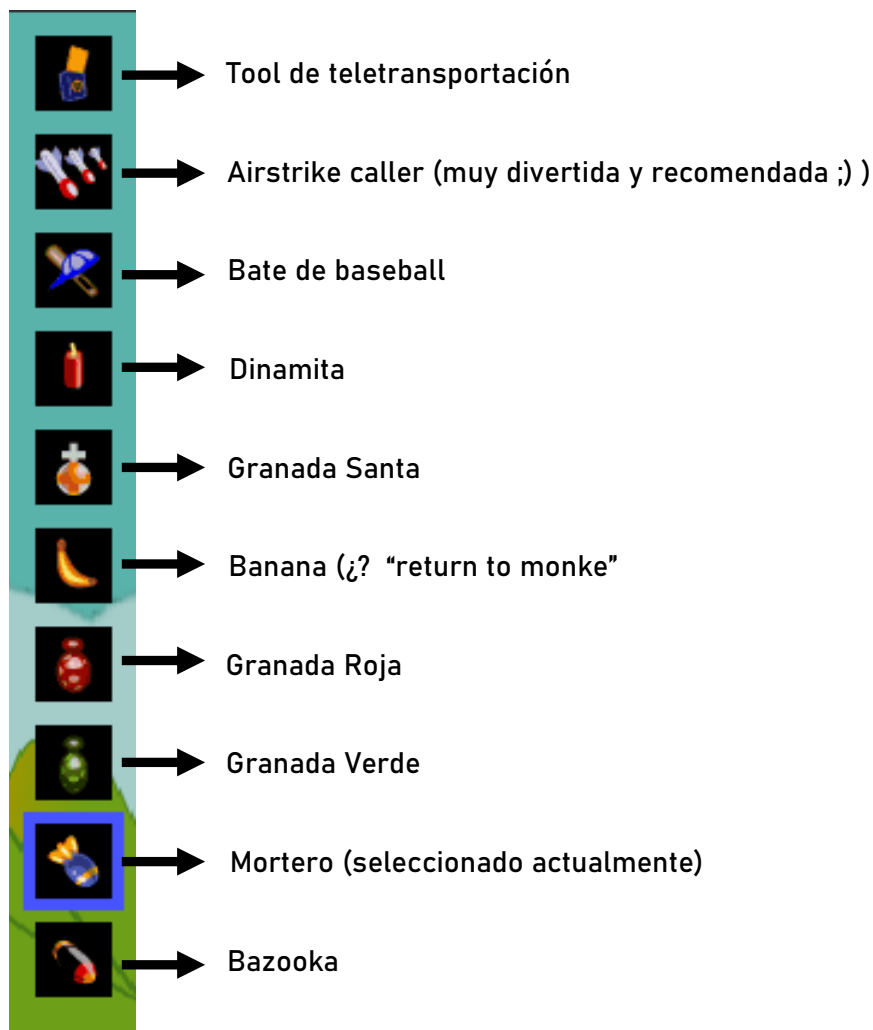 Tool de teletransportación
Airstrike caller (muy divertida y recomendada ;) )
Bate de baseball
Dinamita
Granada Santa
Banana (¿? “return to monke”
Granada Roja
Granada Verde
Mortero (seleccionado actualmente)
Bazooka